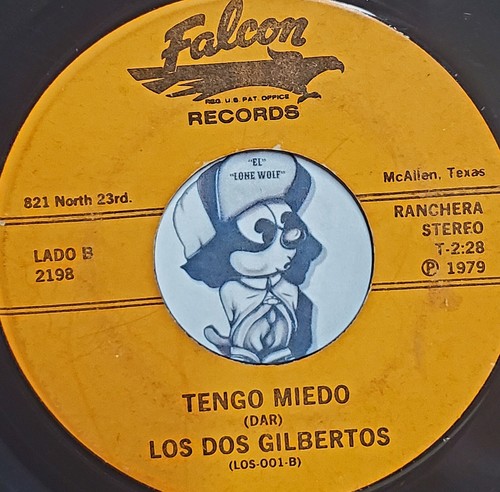 Falcon
REG. U.S. PAT. OFFICE
RECORDS
"EL"
"LONE WOLF"
821 North 23rd.
McAllen, Texas
LADO B
2198
RANCHERA
STEREO
T-2:28
Ⓟ 1979
TENGO MIEDO
(DAR)
LOS DOS GILBERTOS
(LOS-001-B)